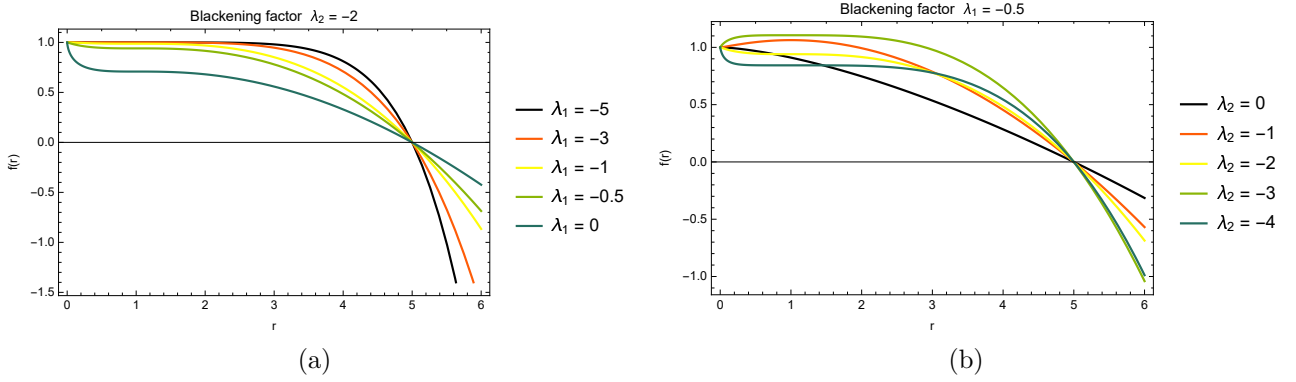 Blackening factor λ₂ = −2
1.0
0.5
0.0
−0.5
−1.0
−1.5
f(r)
0 1 2 3 4 5 6
r
λ₁ = −5
λ₁ = −3
λ₁ = −1
λ₁ = −0.5
λ₁ = 0
(a)
Blackening factor λ₁ = −0.5
1.0
0.5
0.0
−0.5
−1.0
f(r)
0 1 2 3 4 5 6
r
λ₂ = 0
λ₂ = −1
λ₂ = −2
λ₂ = −3
λ₂ = −4
(b)